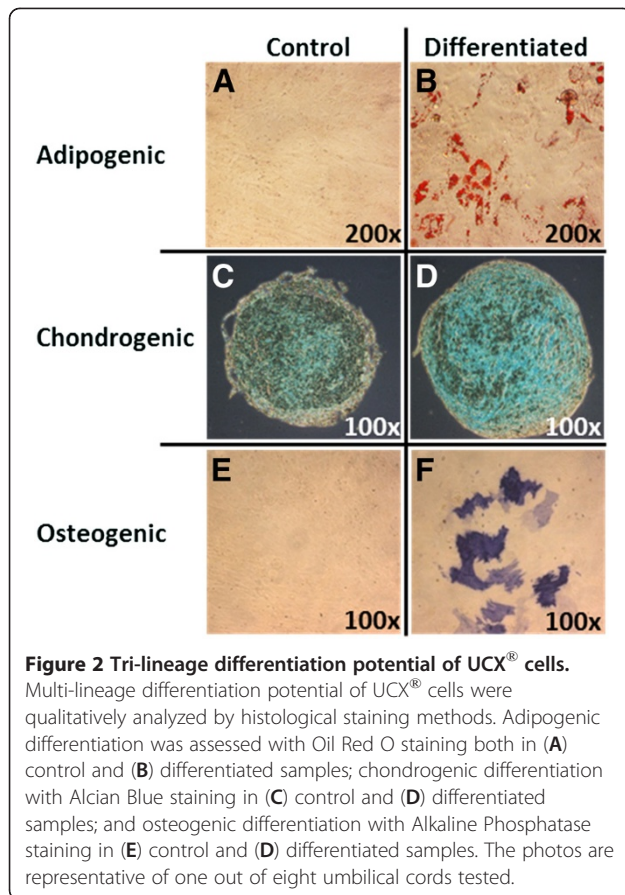 Control Differentiated
A B
Adipogenic
200x 200x
C D
Chondrogenic
100x 100x
E F
Osteogenic
100x 100x
Figure 2 Tri-lineage differentiation potential of UCX® cells.
Multi-lineage differentiation potential of UCX® cells were
qualitatively analyzed by histological staining methods. Adipogenic
differentiation was assessed with Oil Red O staining both in (A)
control and (B) differentiated samples; chondrogenic differentiation
with Alcian Blue staining in (C) control and (D) differentiated
samples; and osteogenic differentiation with Alkaline Phosphatase
staining in (E) control and (D) differentiated samples. The photos are
representative of one out of eight umbilical cords tested.